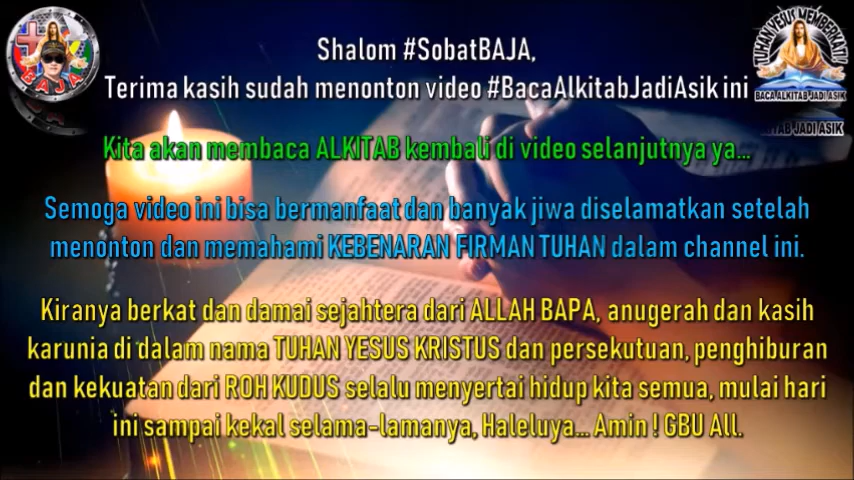 Shalom #SobatBAJA,
Terima kasih sudah menonton video #BacaAlkitabJadiAsik ini
Kita akan membaca ALKITAB kembali di video selanjutnya ya...
Semoga video ini bisa bermanfaat dan banyak jiwa diselamatkan setelah
menonton dan memahami KEBENARAN FIRMAN TUHAN dalam channel ini.
Kiranya berkat dan damai sejahtera dari ALLAH BAPA, anugerah dan kasih
karunia di dalam nama TUHAN YESUS KRISTUS dan persekutuan, penghiburan
dan kekuatan dari ROH KUDUS selalu menyertai hidup kita semua, mulai hari
ini sampai kekal selama-lamanya, Haleluya... Amin ! GBU All.
BAJA
TUHAN YESUS MEMBERKATI
BACA ALKITAB JADI ASIK
JADI ASIK